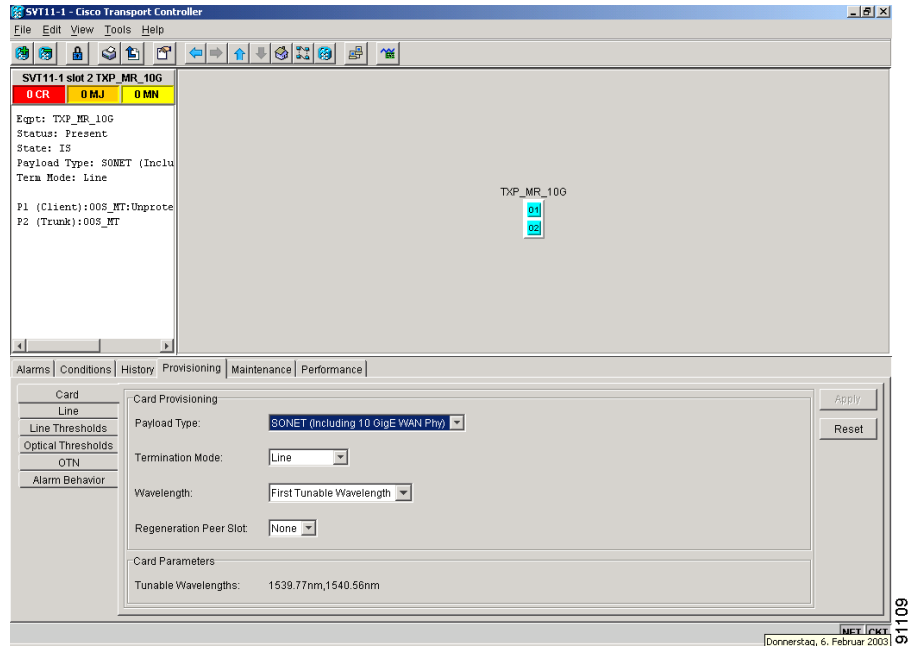 SVT11-1 - Cisco Transport Controller
File Edit View Tools Help
SVT11-1 slot 2 TXP_MR_10G
0 CR 0 MJ 0 MN
Eqpt: TXP_MR_10G
Status: Present
State: IS
Payload Type: SONET (Inclu
Term Mode: Line
P1 (Client):OOS_MT:Unprote
P2 (Trunk):OOS_MT
TXP_MR_10G
01
02
Alarms Conditions History Provisioning Maintenance Performance
Card
Line
Line Thresholds
Optical Thresholds
OTN
Alarm Behavior
Card Provisioning
Payload Type: SONET (Including 10 GigE WAN Phy)
Termination Mode: Line
Wavelength: First Tunable Wavelength
Regeneration Peer Slot: None
Card Parameters
Tunable Wavelengths: 1539.77nm,1540.56nm
Apply
Reset
NET CKT
Donnerstag, 6. Februar 2003
91109